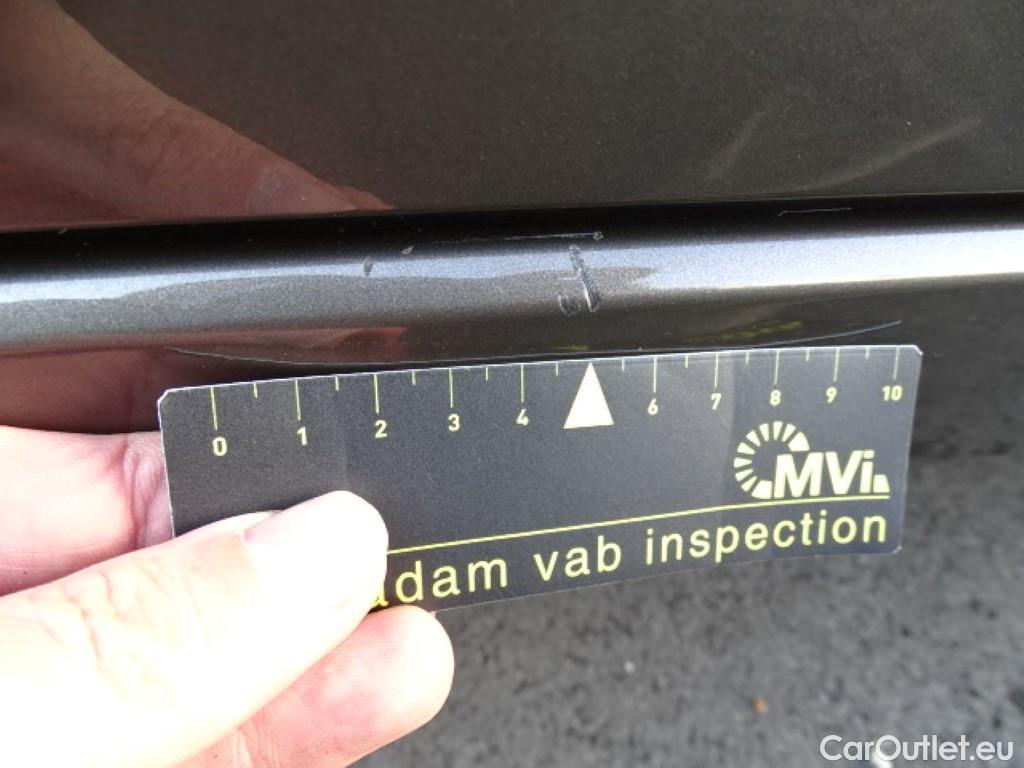 0 1 2 3 4 6 7 8 9 10
MVi
adam vab inspection
CarOutlet.eu